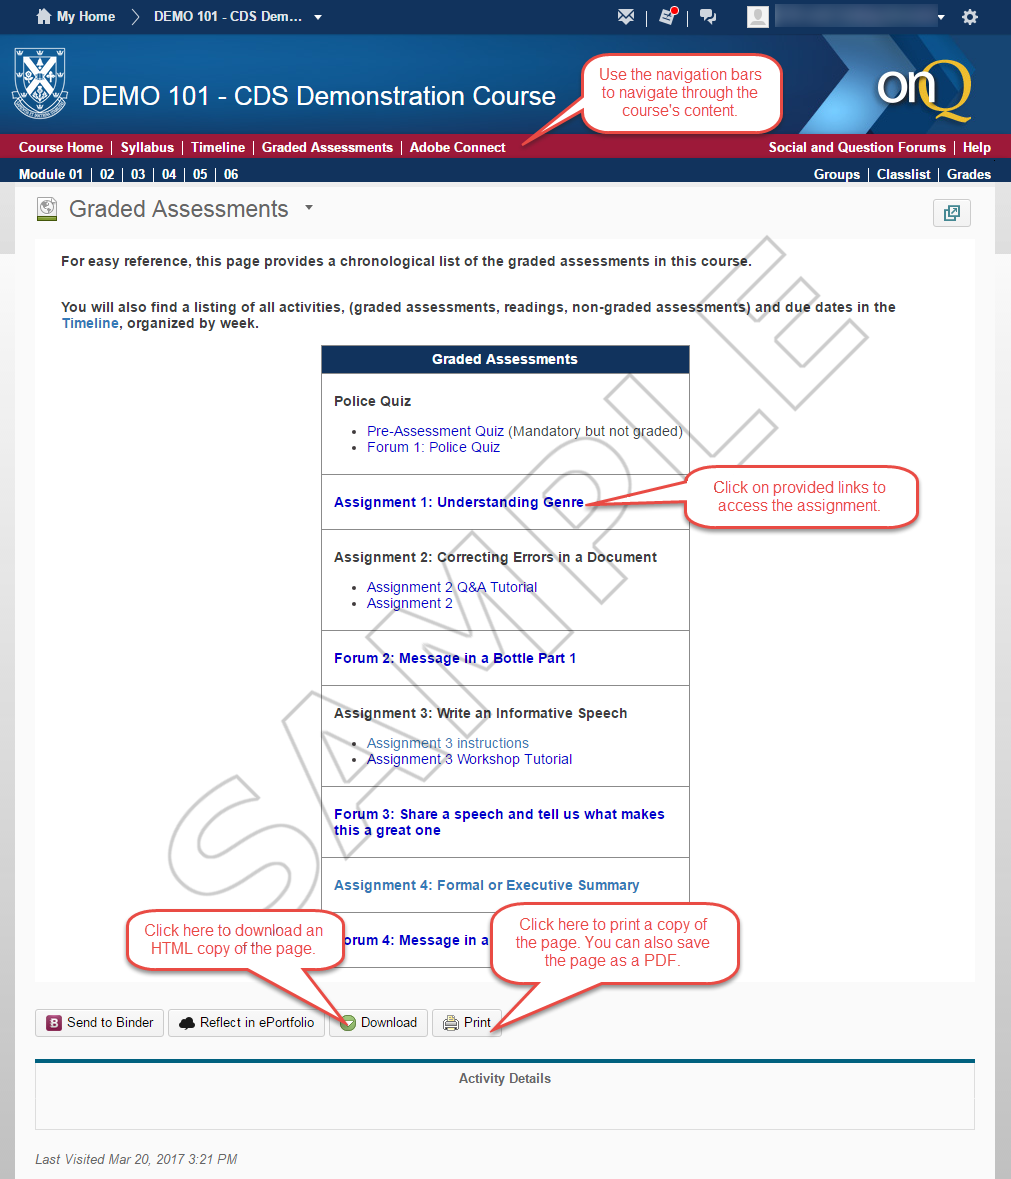 My Home
DEMO 101 - CDS Dem...
DEMO 101 - CDS Demonstration Course
Use the navigation bars
to navigate through the
course's content.
onQ
Course Home | Syllabus | Timeline | Graded Assessments | Adobe Connect
Social and Question Forums | Help
Module 01 | 02 | 03 | 04 | 05 | 06
Groups | Classlist | Grades
Graded Assessments
For easy reference, this page provides a chronological list of the graded assessments in this course.
You will also find a listing of all activities, (graded assessments, readings, non-graded assessments) and due dates in the
Timeline, organized by week.
SAMPLE
Graded Assessments
Police Quiz
• Pre-Assessment Quiz (Mandatory but not graded)
• Forum 1: Police Quiz
Assignment 1: Understanding Genre
Click on provided links to
access the assignment.
Assignment 2: Correcting Errors in a Document
• Assignment 2 Q&A Tutorial
• Assignment 2
Forum 2: Message in a Bottle Part 1
Assignment 3: Write an Informative Speech
• Assignment 3 instructions
• Assignment 3 Workshop Tutorial
Forum 3: Share a speech and tell us what makes
this a great one
Assignment 4: Formal or Executive Summary
Click here to download an
HTML copy of the page.
orum 4: Message in a
Click here to print a copy of
the page. You can also save
the page as a PDF.
B Send to Binder
Reflect in ePortfolio
Download
Print
Activity Details
Last Visited Mar 20, 2017 3:21 PM